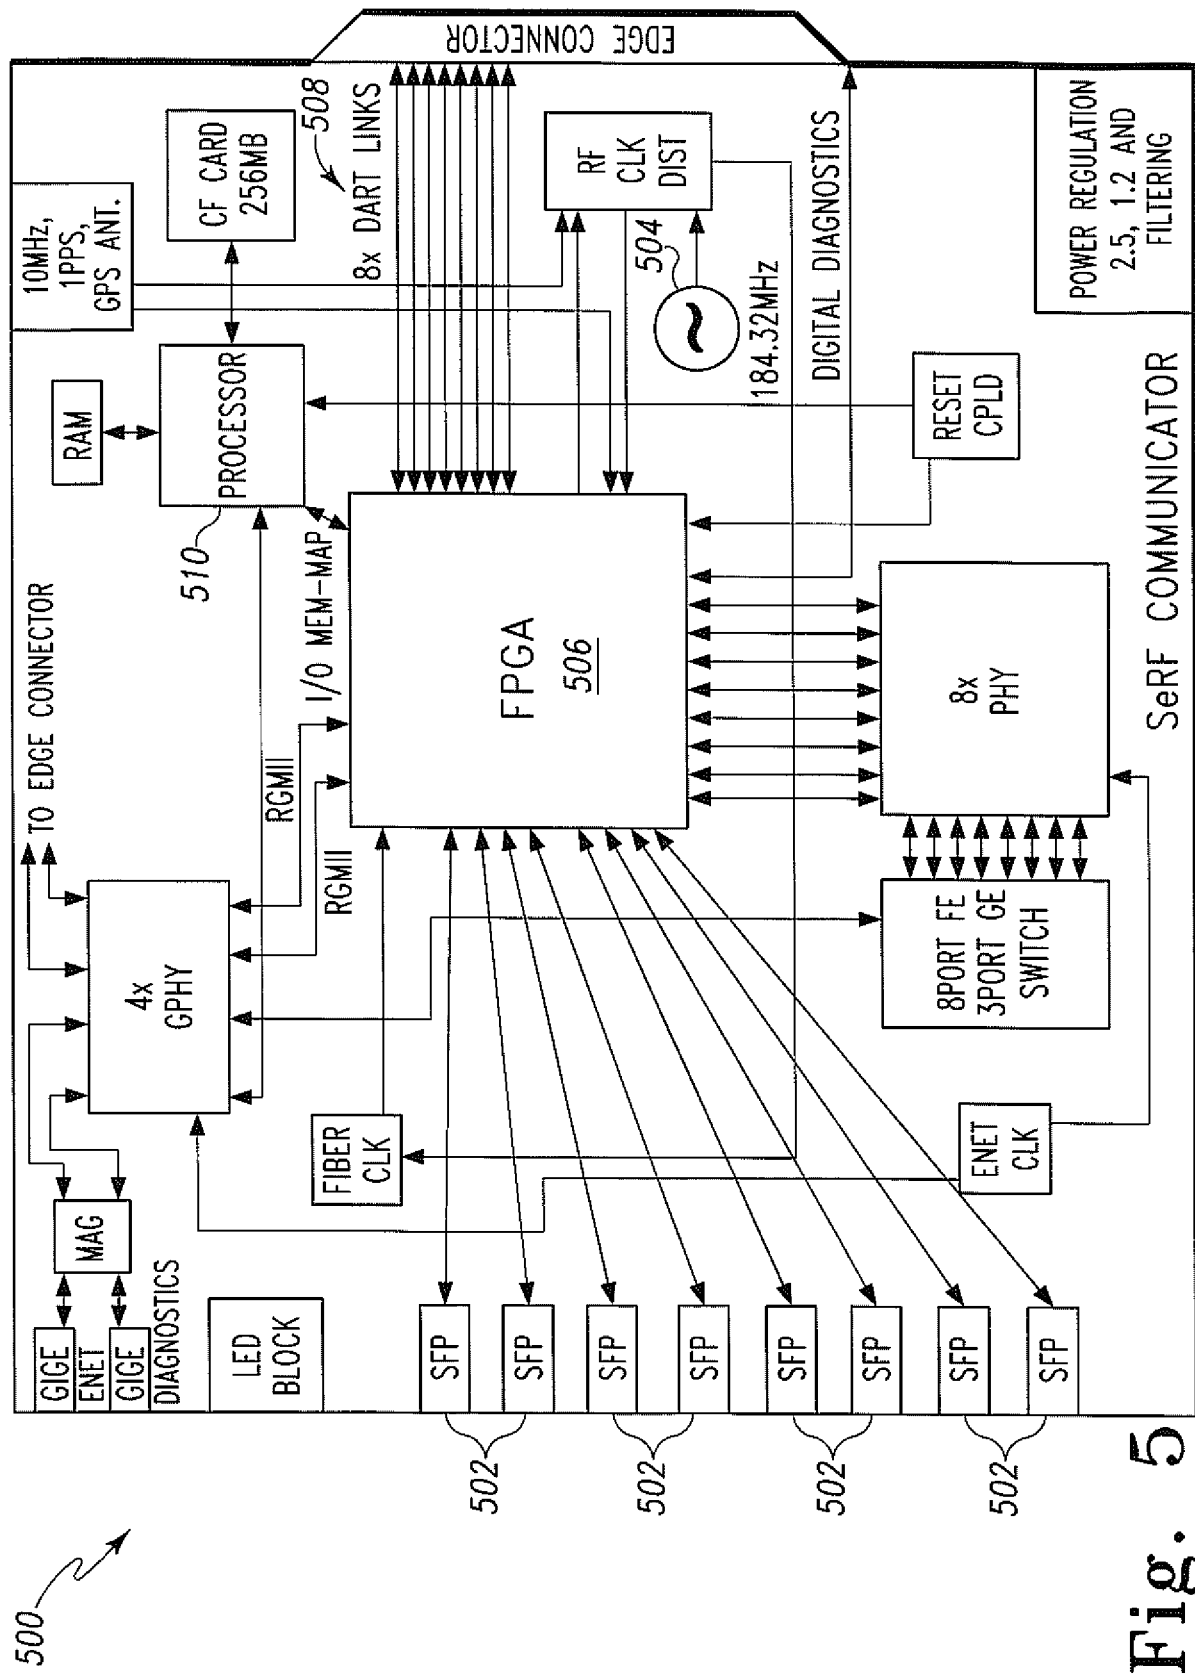 500
GIGE
ENET
GIGE
DIAGNOSTICS
MAG
4x
GPHY
TO EDGE CONNECTOR
RAM
10MHz,
1PPS,
GPS ANT.
CF CARD
256MB
PROCESSOR
510
RGMII
RGMII
I/O MEM-MAP
508
8x DART LINKS
EDGE CONNECTOR
LED
BLOCK
FIBER
CLK
FPGA
506
RF
CLK
DIST
504
184.32MHz
DIGITAL DIAGNOSTICS
SFP
SFP
SFP
SFP
SFP
SFP
SFP
SFP
502
502
502
502
ENET
CLK
8PORT FE
3PORT GE
SWITCH
8x
PHY
RESET
CPLD
POWER REGULATION
2.5, 1.2 AND
FILTERING
SeRF COMMUNICATOR
Fig. 5